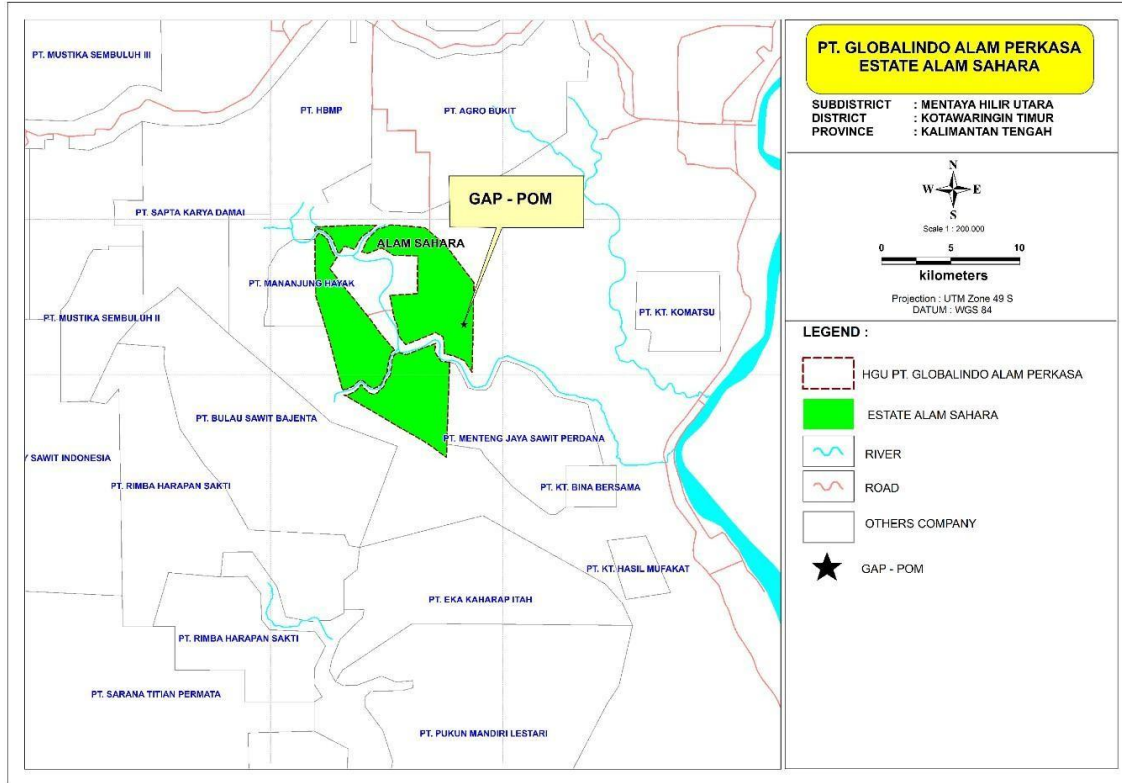 PT. MUSTIKA SEMBULUH III
PT. HBMP
PT. AGRO BUKIT
GAP - POM
PT. SAPTA KARYA DAMAI
ALAM SAHARA
PT. MANANJUNG HAYAK
PT. MUSTIKA SEMBULUH II
PT. KT. KOMATSU
PT. BULAU SAWIT BAJENTA
PT. MENTENG JAYA SAWIT PERDANA
SAWIT INDONESIA
PT. RIMBA HARAPAN SAKTI
PT. KT. BINA BERSAMA
PT. KT. HASIL MUFAKAT
PT. EKA KAHARAP ITAH
PT. RIMBA HARAPAN SAKTI
PT. SARANA TITIAN PERMATA
PT. PUKUN MANDIRI LESTARI
PT. GLOBALINDO ALAM PERKASA
ESTATE ALAM SAHARA
SUBDISTRICT : MENTAYA HILIR UTARA
DISTRICT : KOTAWARINGIN TIMUR
PROVINCE : KALIMANTAN TENGAH
N
W E
S
Scale 1 : 200.000
0 5 10
kilometers
Projection : UTM Zone 49 S
DATUM : WGS 84
LEGEND :
HGU PT. GLOBALINDO ALAM PERKASA
ESTATE ALAM SAHARA
RIVER
ROAD
OTHERS COMPANY
GAP - POM